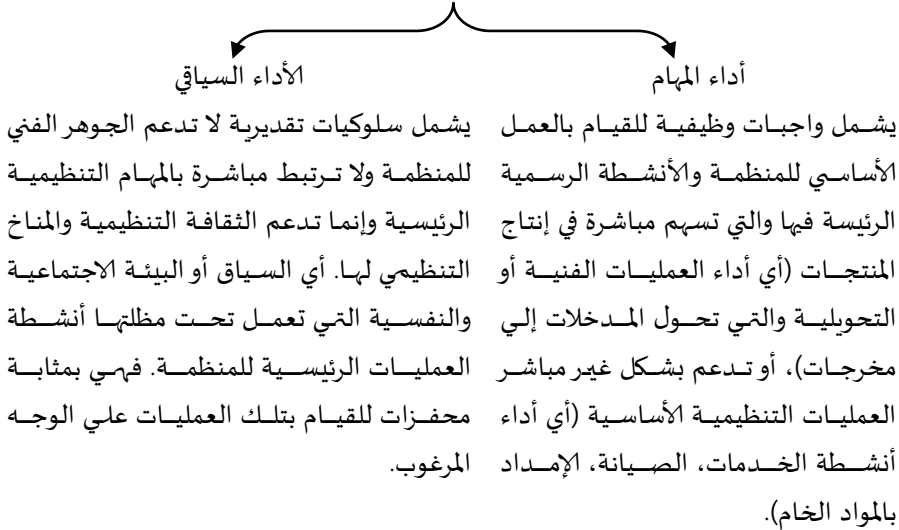 أداء المهام
يشمل واجبات وظيفية للقيام بالعمل
الأساسي للمنظمة والأنشطة الرسمية
الرئيسة فيها والتي تسهم مباشرة في إنتاج
المنتجات (أي أداء العمليات الفنية أو
التحويلية والتي تحول المدخلات إلي
مخرجات)، أو تدعم بشكل غير مباشر
العمليات التنظيمية الأساسية (أي أداء
أنشطة الخدمات، الصيانة، الإمداد
بالمواد الخام).
الأداء السياقي
يشمل سلوكيات تقديرية لا تدعم الجوهر الفني
للمنظمة ولا ترتبط مباشرة بالمهام التنظيمية
الرئيسية وإنما تدعم الثقافة التنظيمية والمناخ
التنظيمي لها. أي السياق أو البيئة الاجتماعية
والنفسية التي تعمل تحت مظلتها أنشطة
العمليات الرئيسية للمنظمة. فهي بمثابة
محفزات للقيام بتلك العمليات علي الوجه
المرغوب.